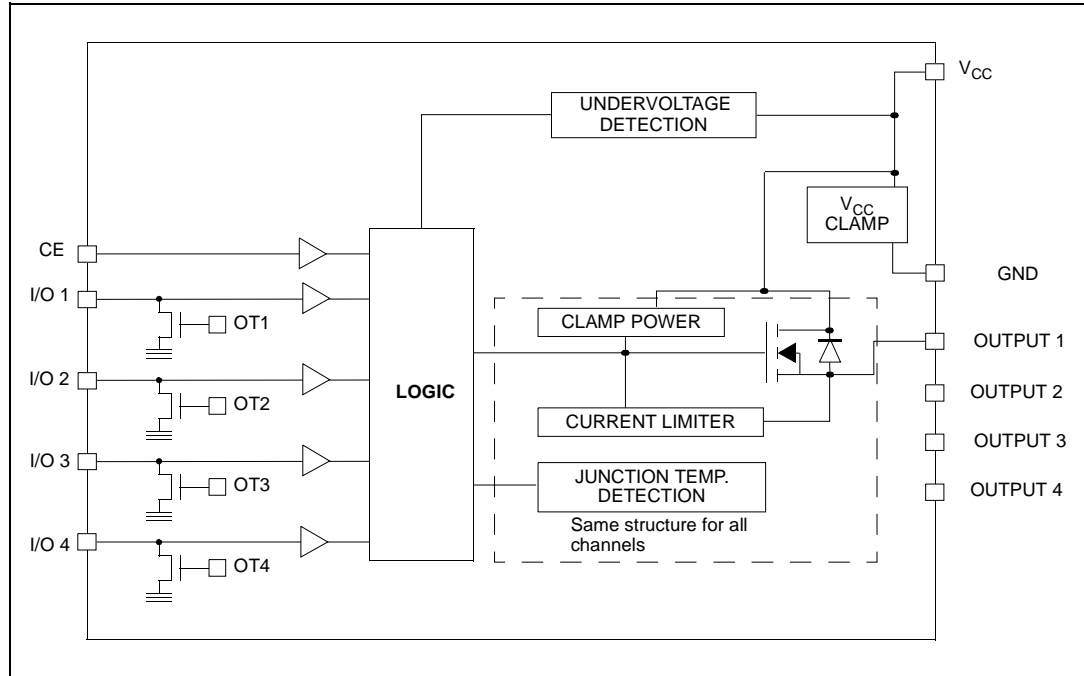 V_CC
UNDERVOLTAGE
DETECTION
V_CC
CLAMP
CE
GND
I/O 1
OT1
CLAMP POWER
OUTPUT 1
I/O 2
OT2
LOGIC
OUTPUT 2
CURRENT LIMITER
OUTPUT 3
I/O 3
OT3
JUNCTION TEMP.
DETECTION
OUTPUT 4
Same structure for all
channels
I/O 4
OT4